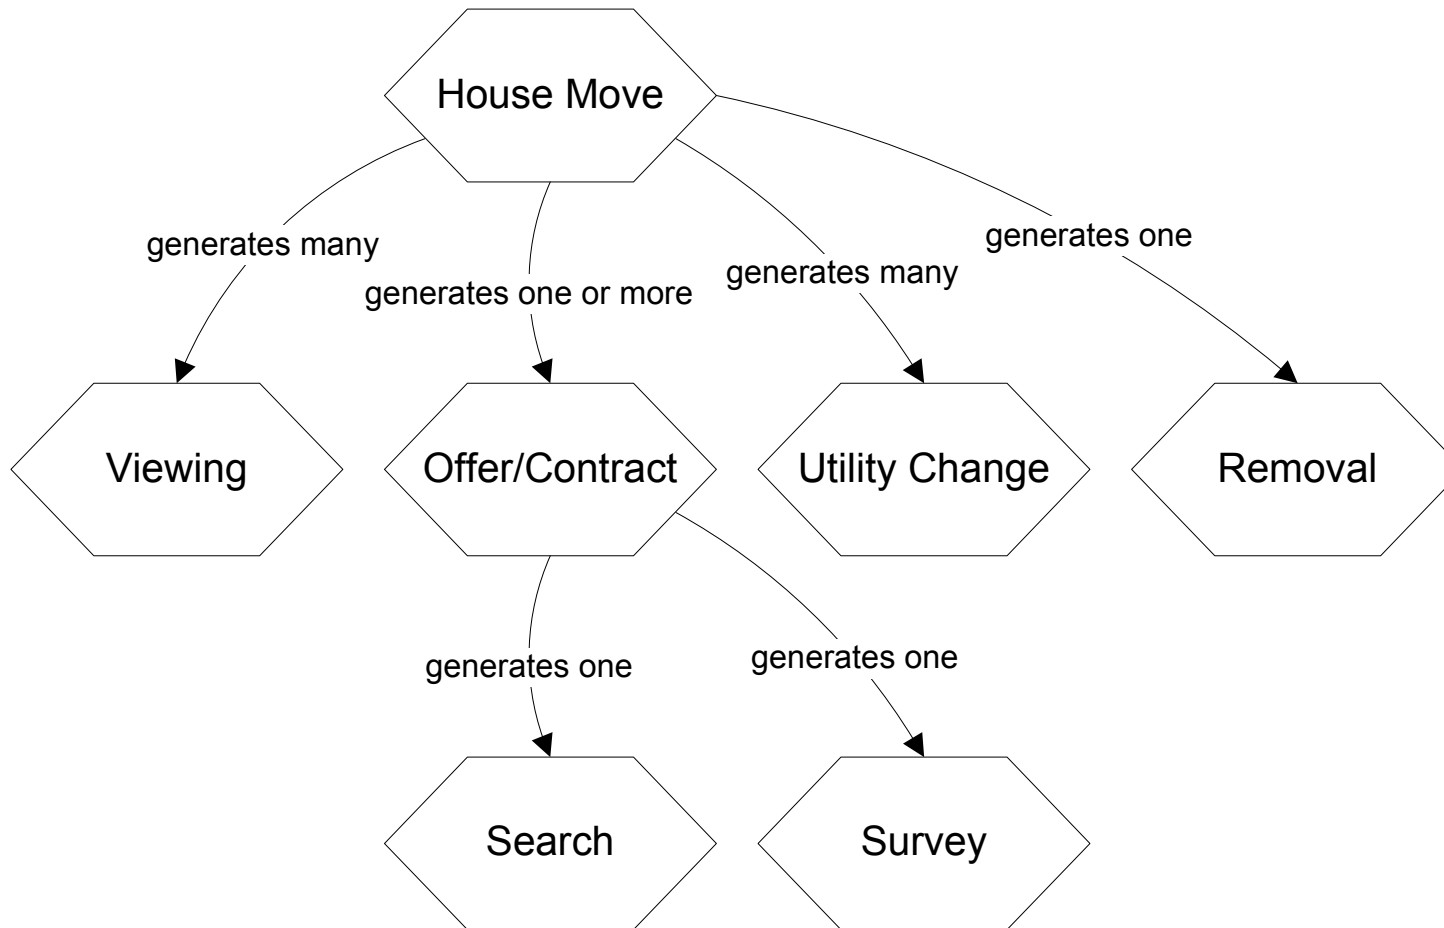 House Move
generates many
generates one or more
generates many
generates one
Viewing
Offer/Contract
Utility Change
Removal
generates one
generates one
Search
Survey